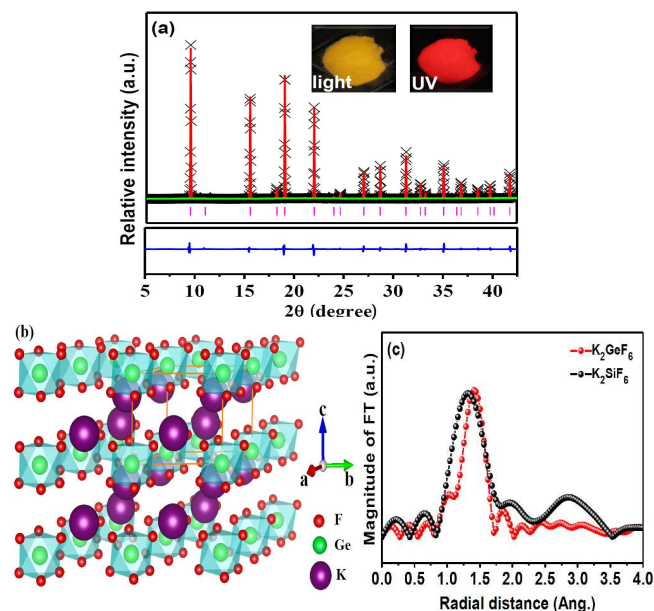 (a)
light
UV
Relative intensity (a.u.)
5 10 15 20 25 30 35 40
2θ (degree)
(b)
c
a
b
F
Ge
K
(c)
K₂GeF₆
K₂SiF₆
Magnitude of FT (a.u.)
0.0 0.5 1.0 1.5 2.0 2.5 3.0 3.5 4.0
Radial distance (Ang.)